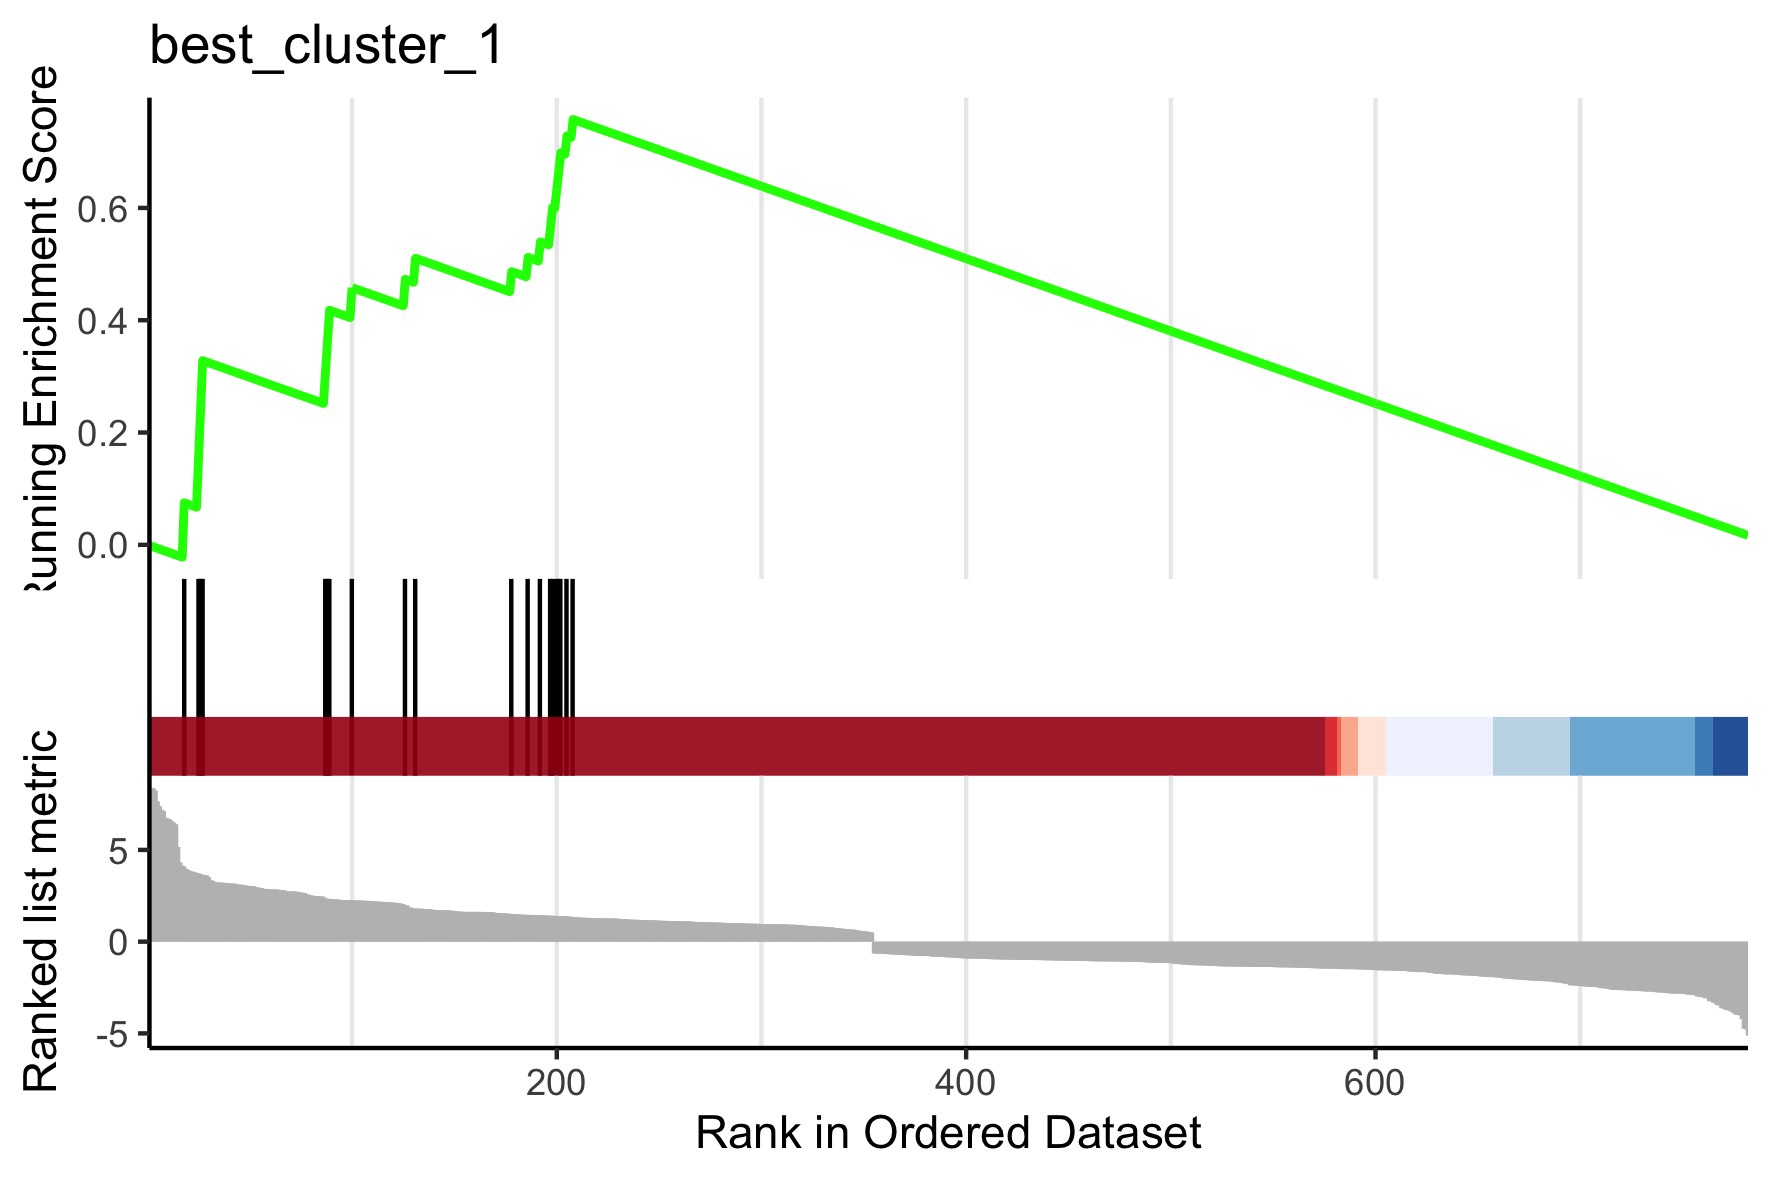 best_cluster_1
Running Enrichment Score
0.6
0.4
0.2
0.0
Ranked list metric
5
0
-5
200
400
600
Rank in Ordered Dataset